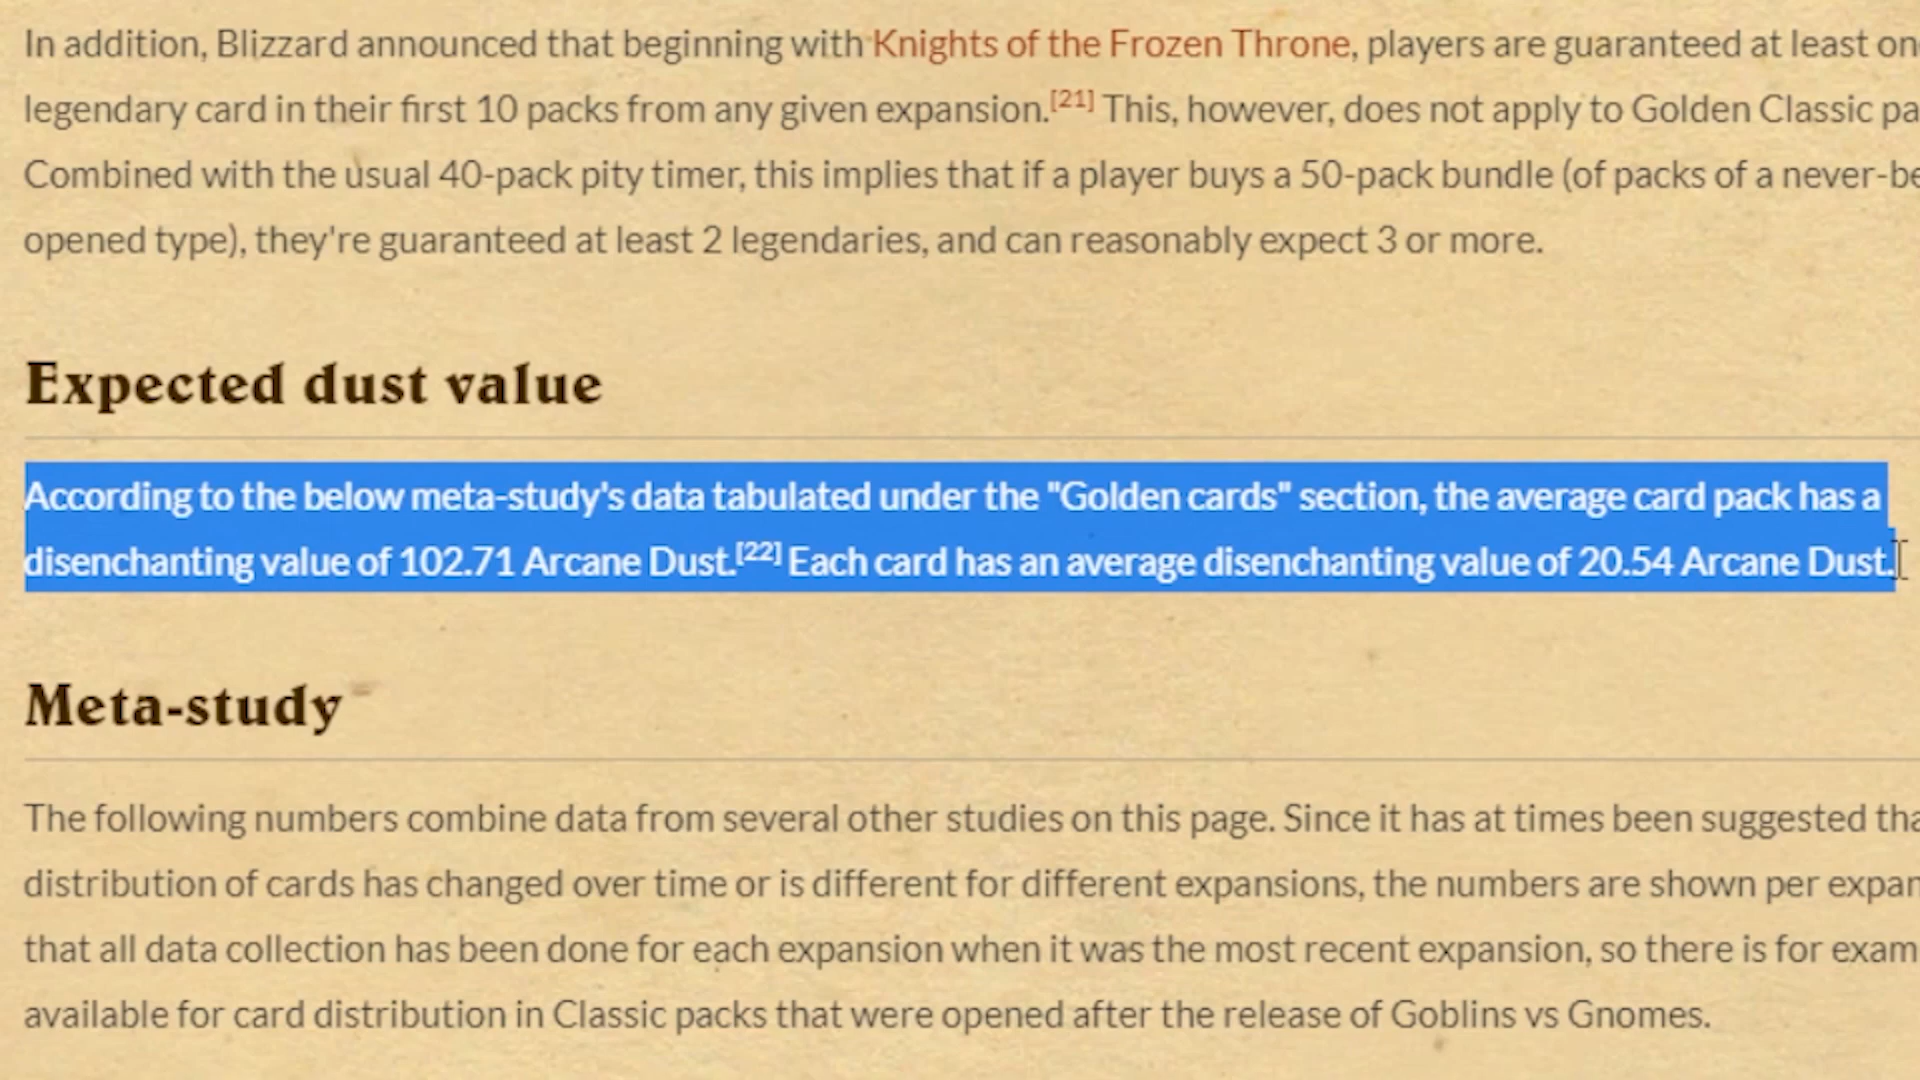 In addition, Blizzard announced that beginning with Knights of the Frozen Throne, players are guaranteed at least
legendary card in their first 10 packs from any given expansion.[21] This, however, does not apply to Golden Classic
Combined with the usual 40-pack pity timer, this implies that if a player buys a 50-pack bundle (of packs of a
opened type), they're guaranteed at least 2 legendaries, and can reasonably expect 3 or more.
Expected dust value
According to the below meta-study's data tabulated under the "Golden cards" section, the average card pack has a
disenchanting value of 102.71 Arcane Dust.[22] Each card has an average disenchanting value of 20.54 Arcane Dust.
Meta-study
The following numbers combine data from several other studies on this page. Since it has at times been suggested
distribution of cards has changed over time or is different for different expansions, the numbers are shown per
that all data collection has been done for each expansion when it was the most recent expansion, so there is for
available for card distribution in Classic packs that were opened after the release of Goblins vs Gnomes.